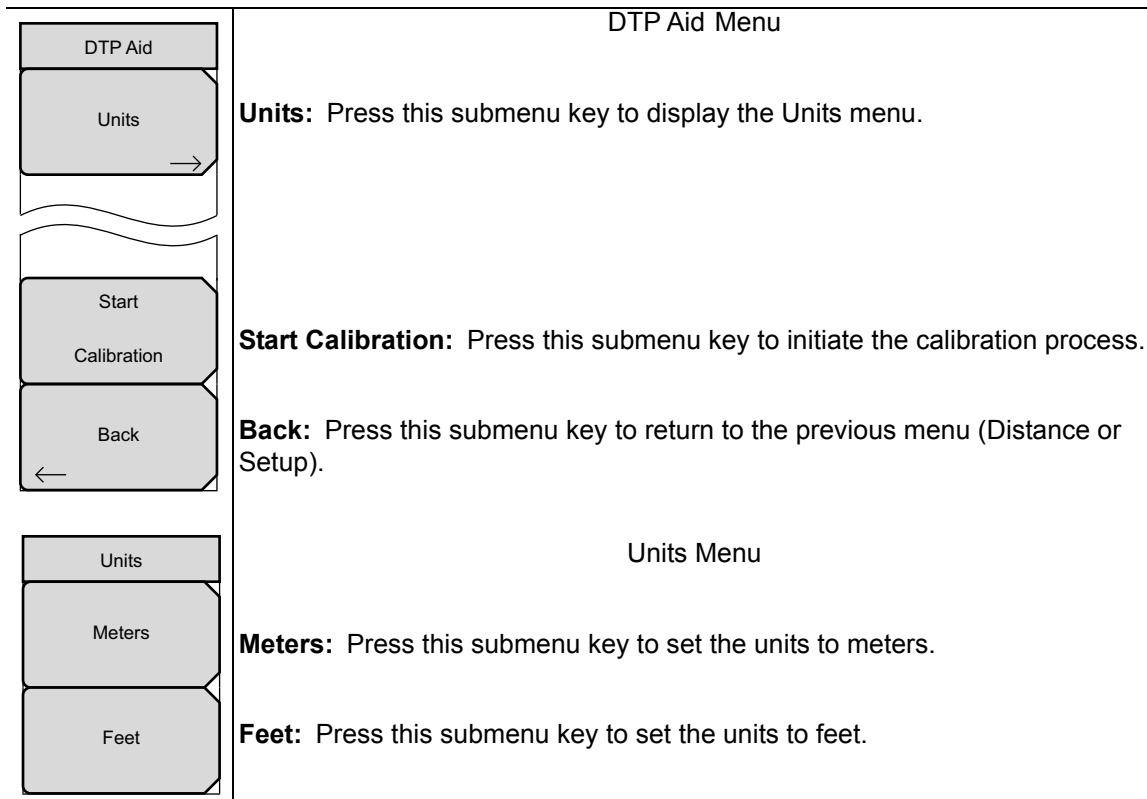 DTP Aid Menu
DTP Aid
Units
Units: Press this submenu key to display the Units menu.
Start
Calibration
Start Calibration: Press this submenu key to initiate the calibration process.
Back
Back: Press this submenu key to return to the previous menu (Distance or
Setup).
Units Menu
Units
Meters
Meters: Press this submenu key to set the units to meters.
Feet
Feet: Press this submenu key to set the units to feet.